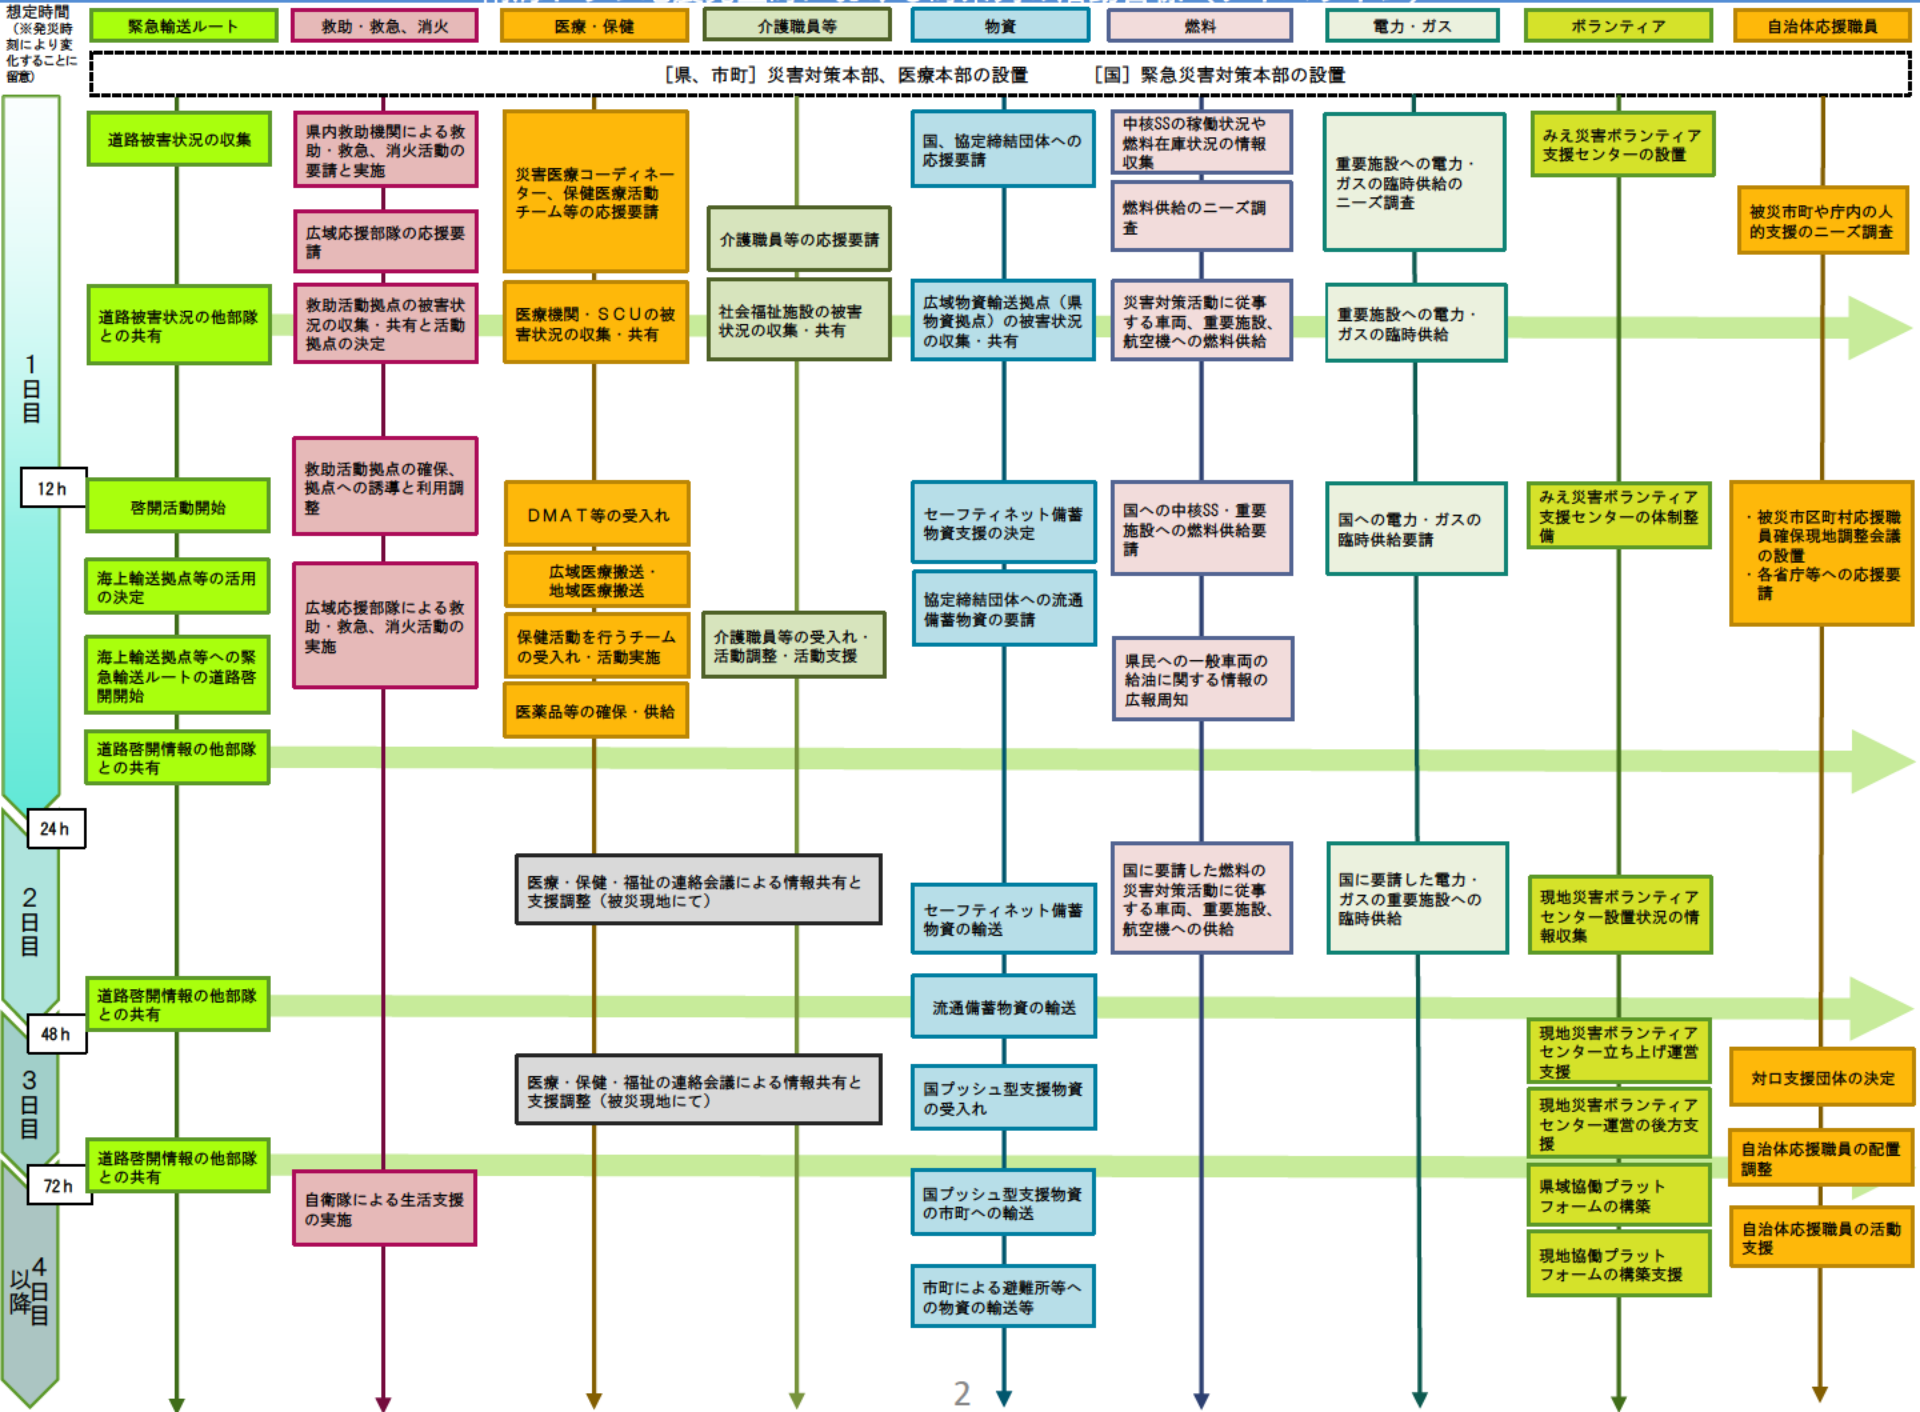 想定時間
（※発災時
刻により変
化することに
留意）
緊急輸送ルート
救助・救急、消火
医療・保健
介護職員等
物資
燃料
電力・ガス
ボランティア
自治体応援職員
［県、市町］災害対策本部、医療本部の設置　　　［国］緊急災害対策本部の設置
1日目
12h
24h
2日目
48h
3日目
72h
4日目
以降
道路被害状況の収集
道路被害状況の他部隊
との共有
啓開活動開始
海上輸送拠点等の活用
の決定
海上輸送拠点等への緊
急輸送ルートの道路啓
開開始
道路啓開情報の他部隊
との共有
道路啓開情報の他部隊
との共有
道路啓開情報の他部隊
との共有
県内救助機関による救
助・救急、消火活動の
要請と実施
広域応援部隊の応援要
請
救助活動拠点の被害状
況の収集・共有と活動
拠点の決定
救助活動拠点の確保、
拠点への誘導と利用調
整
広域応援部隊による救
助・救急、消火活動の
実施
自衛隊による生活支援
の実施
災害医療コーディネー
ター、保健医療活動
チーム等の応援要請
医療機関・ＳＣＵの被
害状況の収集・共有
ＤＭＡＴ等の受入れ
広域医療搬送・
地域医療搬送
保健活動を行うチーム
の受入れ・活動実施
医薬品等の確保・供給
介護職員等の応援要請
社会福祉施設の被害
状況の収集・共有
介護職員等の受入れ・
活動調整・活動支援
医療・保健・福祉の連絡会議による情報共有と
支援調整（被災現地にて）
医療・保健・福祉の連絡会議による情報共有と
支援調整（被災現地にて）
国、協定締結団体への
応援要請
広域物資輸送拠点（県
物資拠点）の被害状況
の収集・共有
セーフティネット備蓄
物資支援の決定
協定締結団体への流通
備蓄物資の要請
セーフティネット備蓄
物資の輸送
流通備蓄物資の輸送
国プッシュ型支援物資
の受入れ
国プッシュ型支援物資
の市町への輸送
市町による避難所等へ
の物資の輸送等
中核SSの稼働状況や
燃料在庫状況の情報
収集
燃料供給のニーズ調
査
災害対策活動に従事
する車両、重要施設、
航空機への燃料供給
国への中核SS・重要
施設への燃料供給要
請
県民への一般車両の
給油に関する情報の
広報周知
国に要請した燃料の
災害対策活動に従事
する車両、重要施設、
航空機への供給
重要施設への電力・
ガスの臨時供給の
ニーズ調査
重要施設への電力・
ガスの臨時供給
国への電力・ガスの
臨時供給要請
国に要請した電力・
ガスの重要施設への
臨時供給
みえ災害ボランティア
支援センターの設置
みえ災害ボランティア
支援センターの体制整
備
現地災害ボランティア
センター設置状況の情
報収集
現地災害ボランティア
センター立ち上げ運営
支援
現地災害ボランティア
センター運営の後方支
援
県域協働プラット
フォームの構築
現地協働プラット
フォームの構築支援
被災市町や庁内の人
的支援のニーズ調査
・被災市区町村応援職
員確保現地調整会議
の設置
・各省庁等への応援要
請
対口支援団体の決定
自治体応援職員の配置
調整
自治体応援職員の活動
支援
2